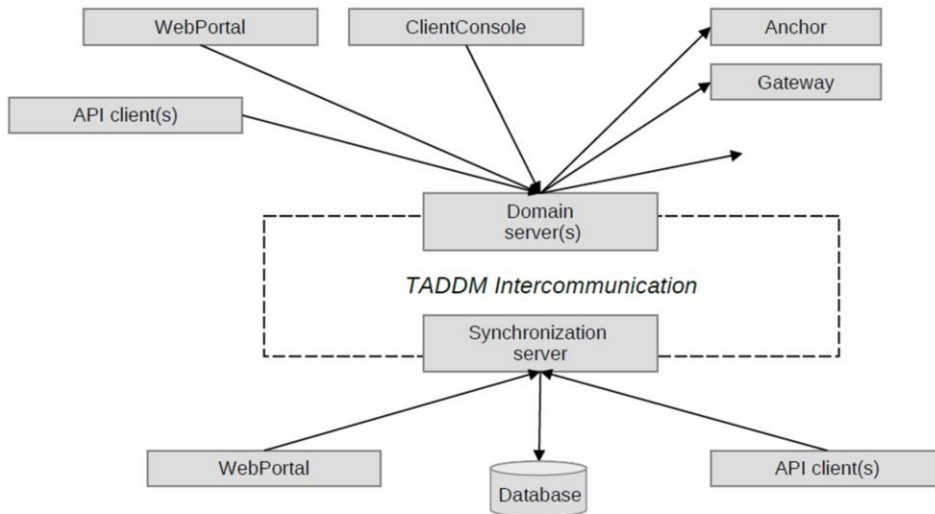 WebPortal
ClientConsole
Anchor
Gateway
API client(s)
Domain
server(s)
TADDM Intercommunication
Synchronization
server
WebPortal
API client(s)
Database